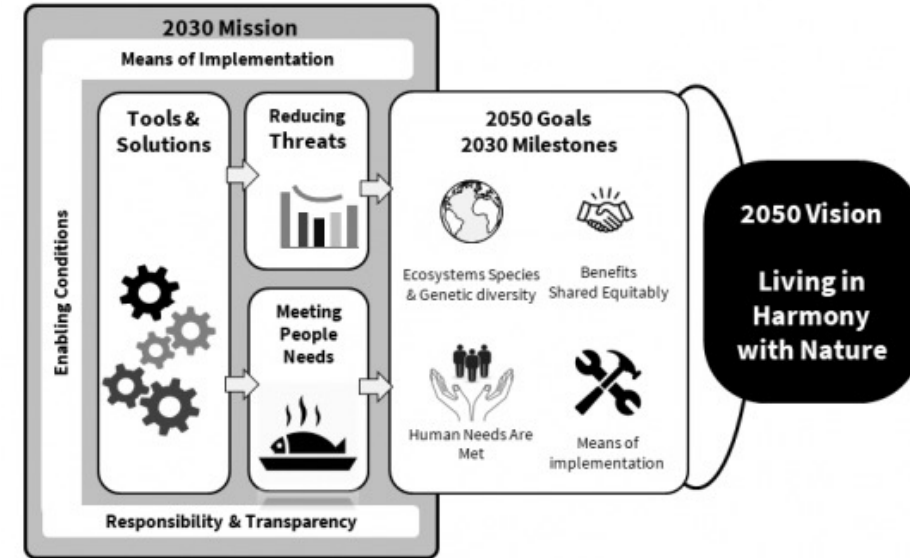 2030 Mission
Means of Implementation
Enabling Conditions
Tools &
Solutions
Reducing
Threats
Meeting
People
Needs
Responsibility & Transparency
2050 Goals
2030 Milestones
Ecosystems Species
& Genetic diversity
Benefits
Shared Equitably
Human Needs Are
Met
Means of
implementation
2050 Vision
Living in
Harmony
with Nature